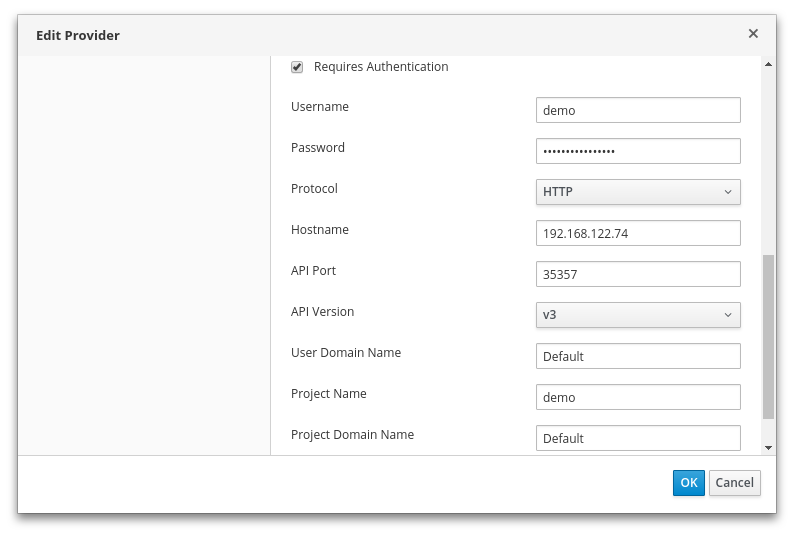 Edit Provider
Requires Authentication
Username demo
Password ••••••••••••••••
Protocol HTTP
Hostname 192.168.122.74
API Port 35357
API Version v3
User Domain Name Default
Project Name demo
Project Domain Name Default
OK Cancel